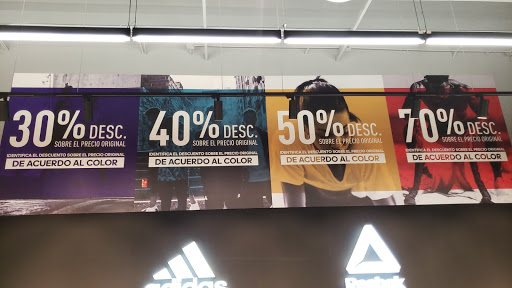 30% DESC.
SOBRE EL PRECIO ORIGINAL
IDENTIFICA EL DESCUENTO SOBRE EL PRECIO ORIGINAL
DE ACUERDO AL COLOR
40% DESC.
SOBRE EL PRECIO ORIGINAL
IDENTIFICA EL DESCUENTO SOBRE EL PRECIO ORIGINAL
DE ACUERDO AL COLOR
50% DESC.
SOBRE EL PRECIO ORIGINAL
IDENTIFICA EL DESCUENTO SOBRE EL PRECIO ORIGINAL
DE ACUERDO AL COLOR
70% DESC.
SOBRE EL PRECIO ORIGINAL
IDENTIFICA EL DESCUENTO SOBRE EL PRECIO ORIGINAL
DE ACUERDO AL COLOR
adidas
Reebok